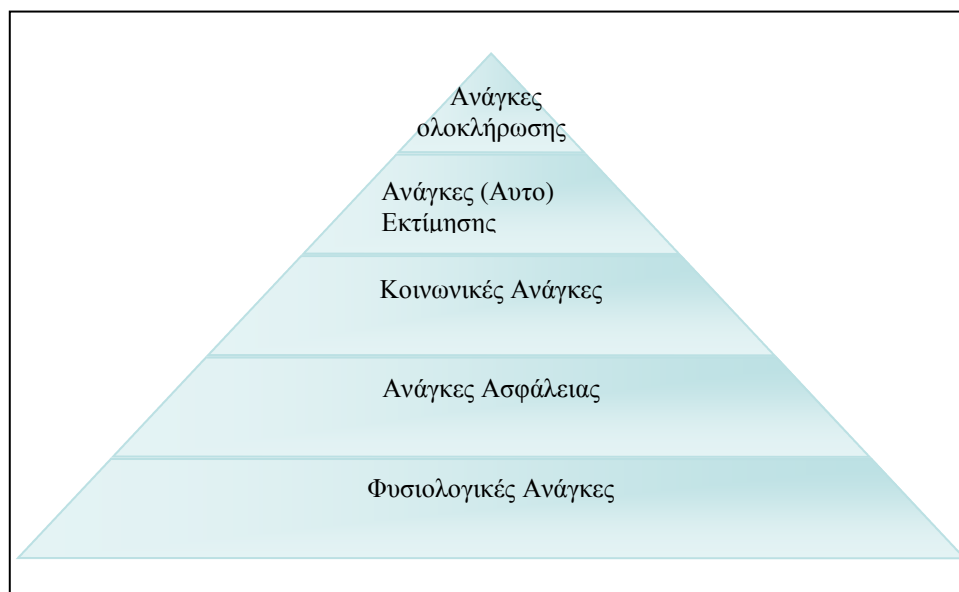 Ανάγκες
ολοκλήρωσης
Ανάγκες (Αυτο)
Εκτίμησης
Κοινωνικές Ανάγκες
Ανάγκες Ασφάλειας
Φυσιολογικές Ανάγκες